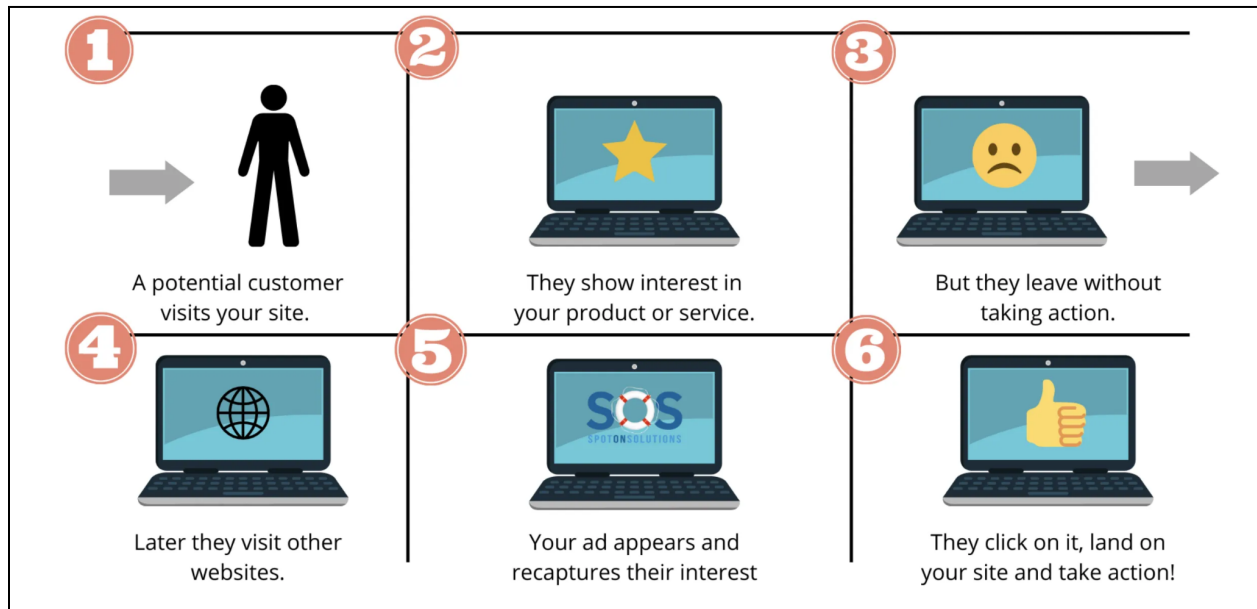 1
2
3
A potential customer
visits your site.
They show interest in
your product or service.
But they leave without
taking action.
4
5
6
SOS
SPOTONSOLUTIONS
Later they visit other
websites.
Your ad appears and
recaptures their interest
They click on it, land on
your site and take action!